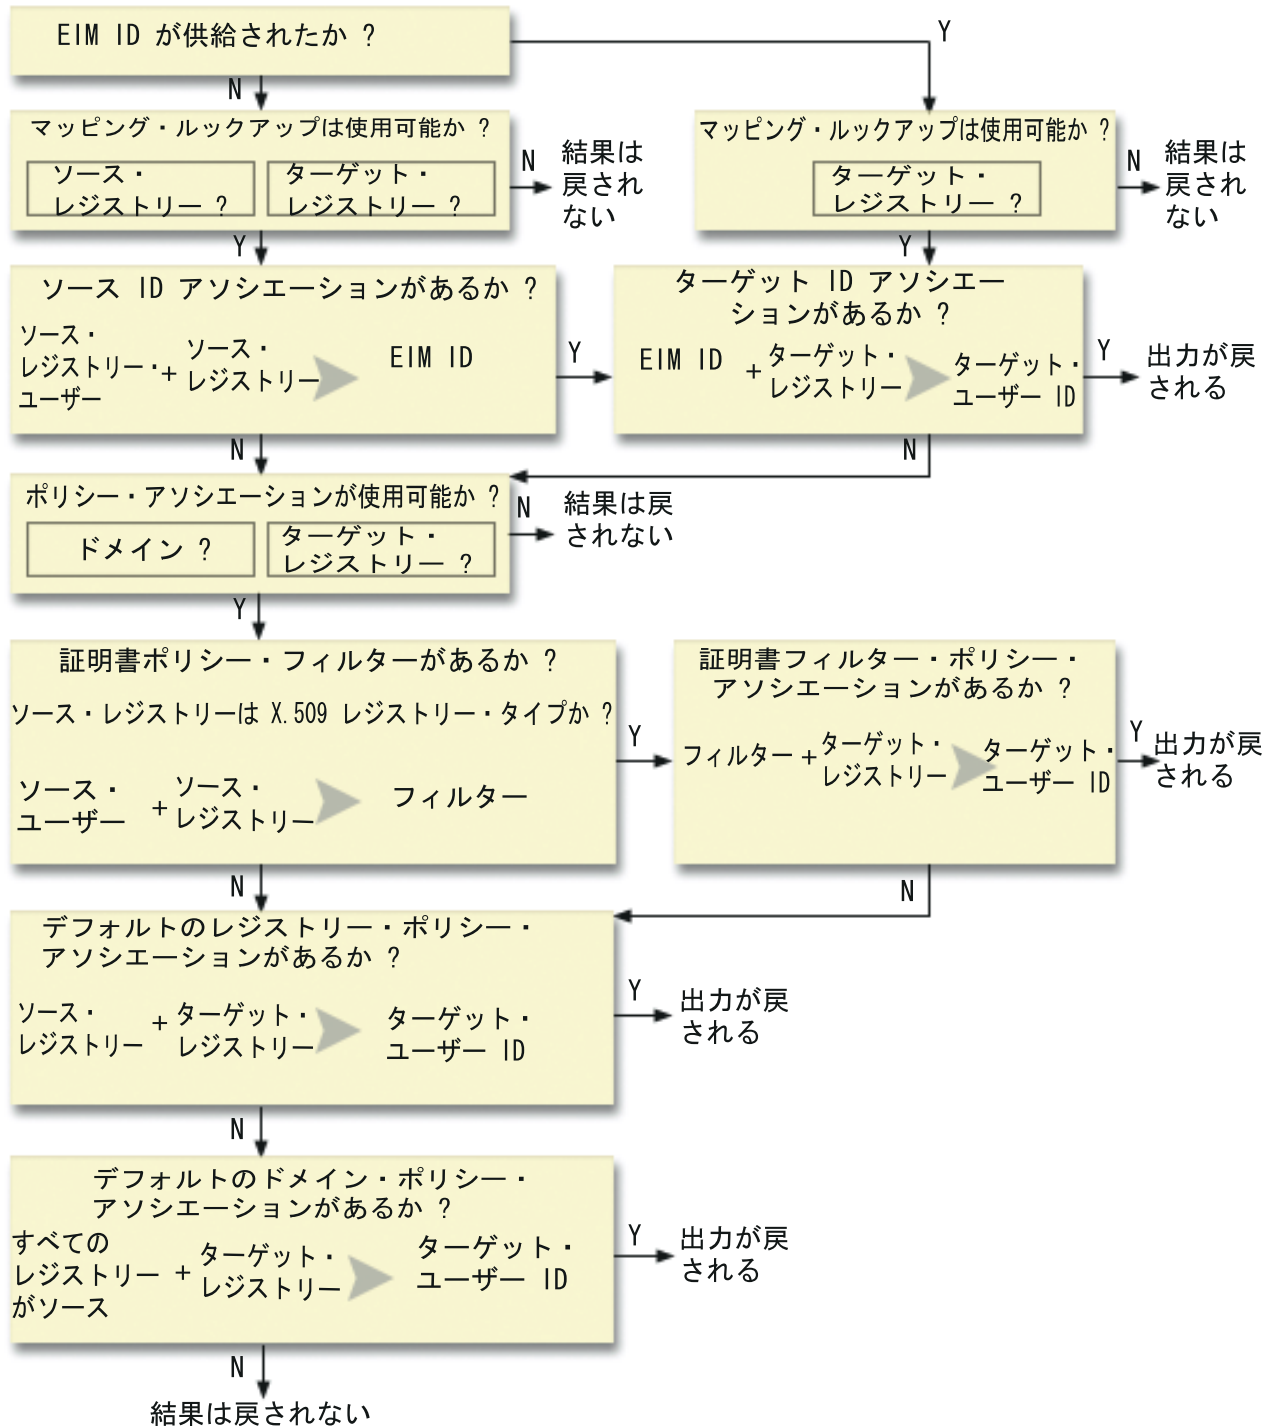 EIM ID が供給されたか ?
Y
N
マッピング・ルックアップは使用可能か ?
ソース・
レジストリー ?
ターゲット・
レジストリー ?
N
結果は
戻され
ない
マッピング・ルックアップは使用可能か ?
ターゲット・
レジストリー ?
N
結果は
戻され
ない
Y
Y
ソース ID アソシエーションがあるか ?
ソース・
レジストリー・
ユーザー
+
ソース・
レジストリー
EIM ID
Y
ターゲット ID アソシエー
ションがあるか ?
EIM ID
+
ターゲット・
レジストリー
ターゲット・
ユーザー ID
Y
出力が戻
される
N
N
ポリシー・アソシエーションが使用可能か ?
ドメイン ?
ターゲット・
レジストリー ?
N
結果は戻
されない
Y
証明書ポリシー・フィルターがあるか ?
ソース・レジストリーは X.509 レジストリー・タイプか ?
ソース・
ユーザー
+
ソース・
レジストリー
フィルター
Y
証明書フィルター・ポリシー・
アソシエーションがあるか ?
フィルター
+
ターゲット・
レジストリー
ターゲット・
ユーザー ID
Y
出力が戻
される
N
N
デフォルトのレジストリー・ポリシー・
アソシエーションがあるか ?
ソース・
レジストリー
+
ターゲット・
レジストリー
ターゲット・
ユーザー ID
Y
出力が戻
される
N
デフォルトのドメイン・ポリシー・
アソシエーションがあるか ?
すべての
レジストリー
がソース
+
ターゲット・
レジストリー
ターゲット・
ユーザー ID
Y
出力が戻
される
N
結果は戻されない